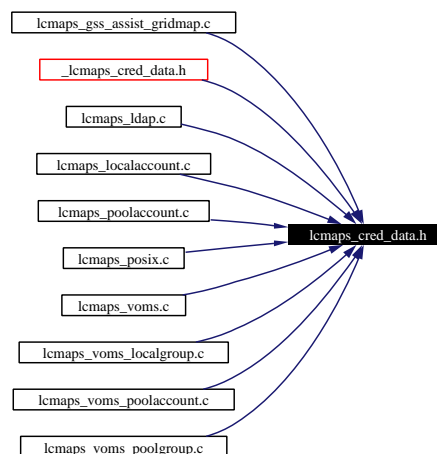 lcmaps_gss_assist_gridmap.c
_lcmaps_cred_data.h
lcmaps_ldap.c
lcmaps_localaccount.c
lcmaps_poolaccount.c
lcmaps_cred_data.h
lcmaps_posix.c
lcmaps_voms.c
lcmaps_voms_localgroup.c
lcmaps_voms_poolaccount.c
lcmaps_voms_poolgroup.c